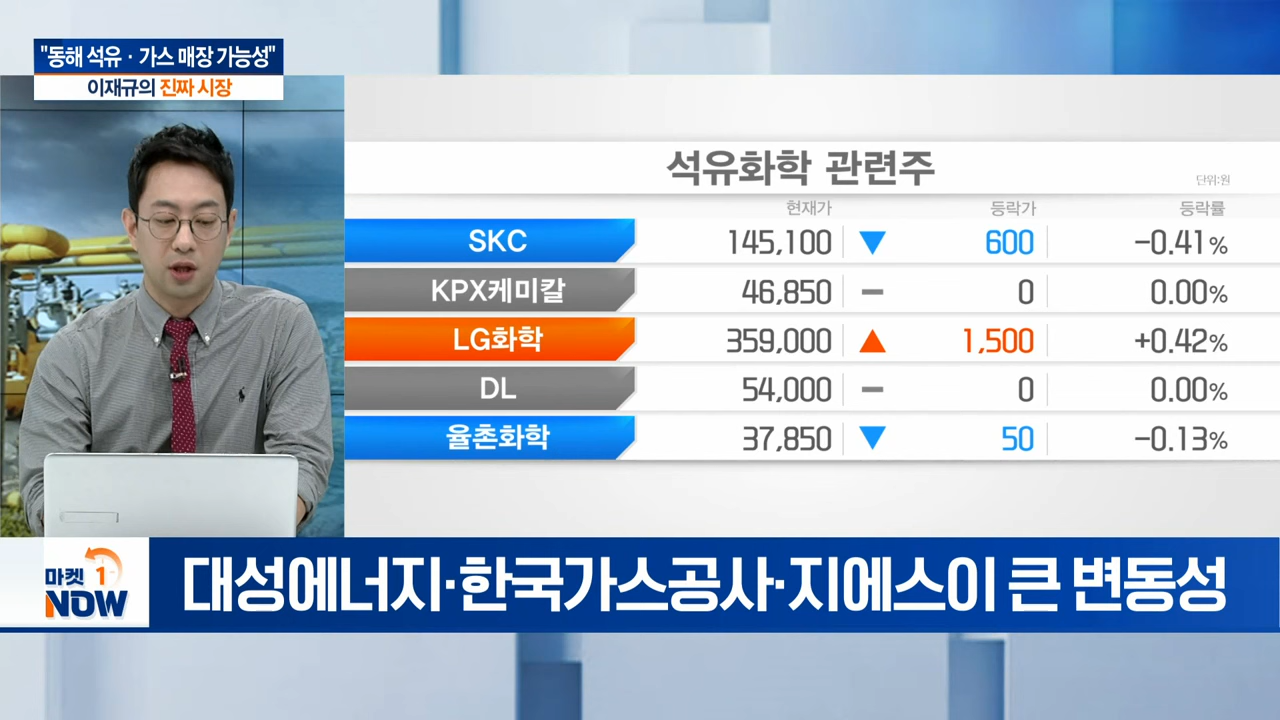 "동해 석유·가스 매장 가능성"
이재규의 진짜 시장
석유화학 관련주
단위:원
현재가 등락가 등락률
SKC 145,100 ▼ 600 -0.41%
KPX케미칼 46,850 - 0 0.00%
LG화학 359,000 ▲ 1,500 +0.42%
DL 54,000 - 0 0.00%
율촌화학 37,850 ▼ 50 -0.13%
마켓 1
NOW
대성에너지·한국가스공사·지에스이 큰 변동성